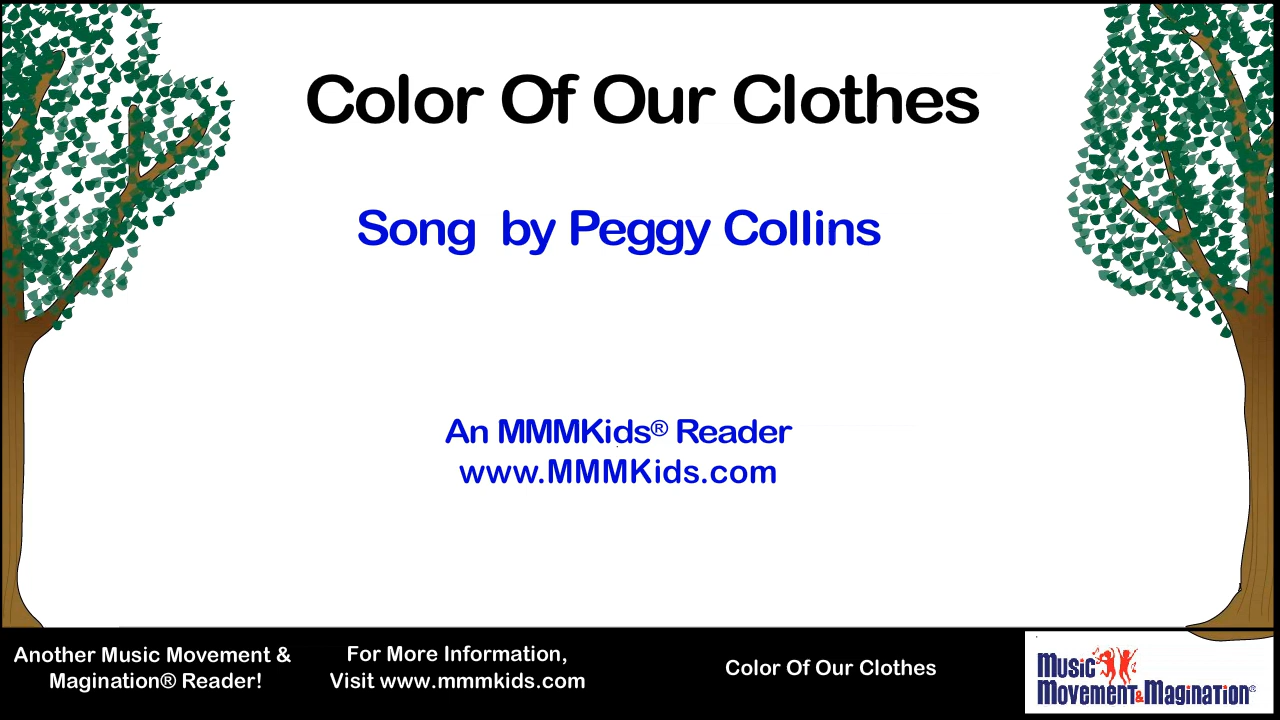 Color Of Our Clothes
Song by Peggy Collins
An MMMKids® Reader
www.MMMKids.com
Another Music Movement &
Magination® Reader!
For More Information,
Visit www.mmmkids.com
Color Of Our Clothes
Music
Movement & Magination®